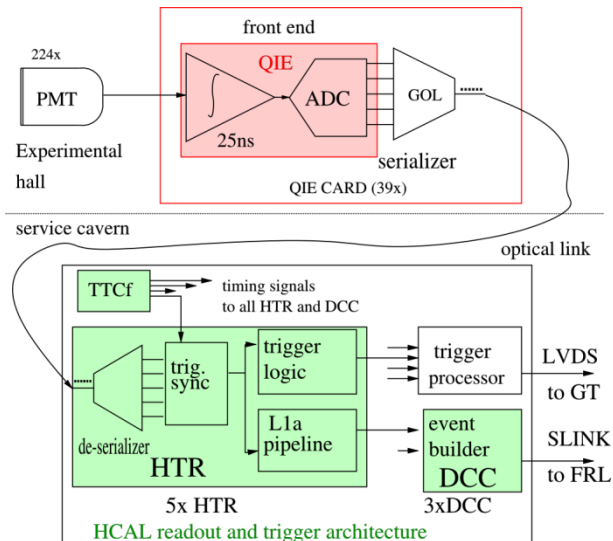 front end
224x
QIE
PMT
ADC
GOL
25ns
Experimental
hall
serializer
QIE CARD (39x)
service cavern
optical link
TTCf
timing signals
to all HTR and DCC
trig.
sync
trigger
logic
trigger
processor
LVDS
to GT
de-serializer
HTR
L1a
pipeline
event
builder
DCC
SLINK
to FRL
5x HTR
3xDCC
HCAL readout and trigger architecture